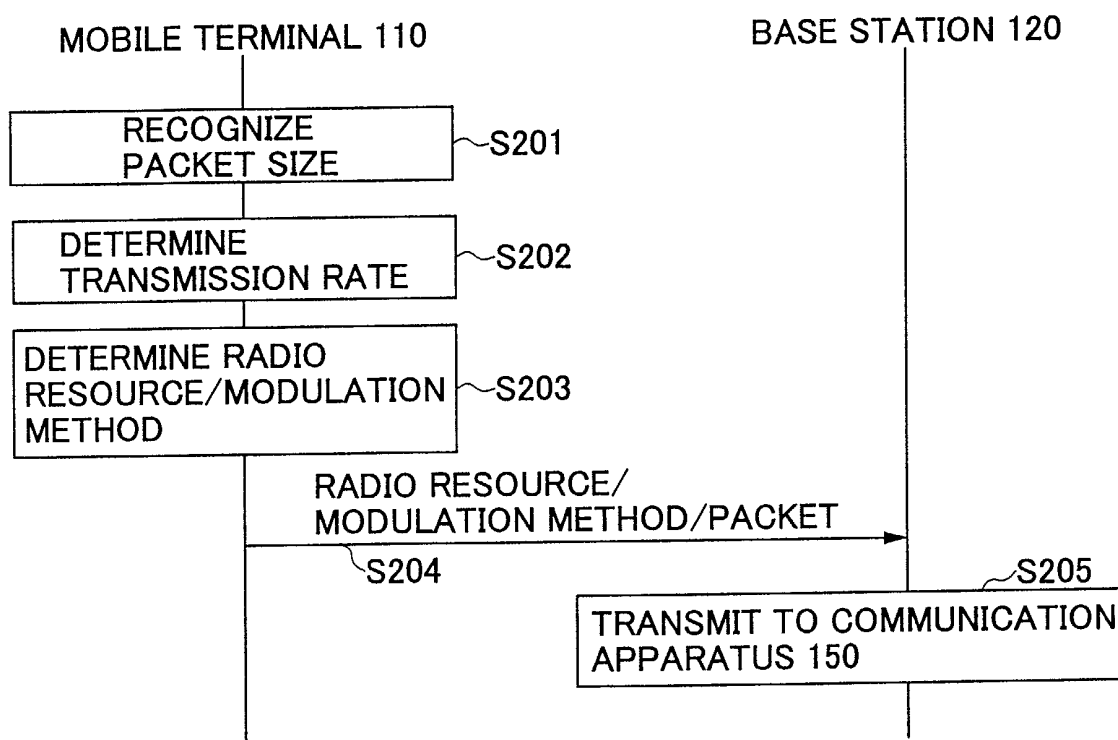 MOBILE TERMINAL 110
BASE STATION 120
RECOGNIZE
PACKET SIZE
S201
DETERMINE
TRANSMISSION RATE
S202
DETERMINE RADIO
RESOURCE/MODULATION
METHOD
S203
RADIO RESOURCE/
MODULATION METHOD/PACKET
S204
S205
TRANSMIT TO COMMUNICATION
APPARATUS 150